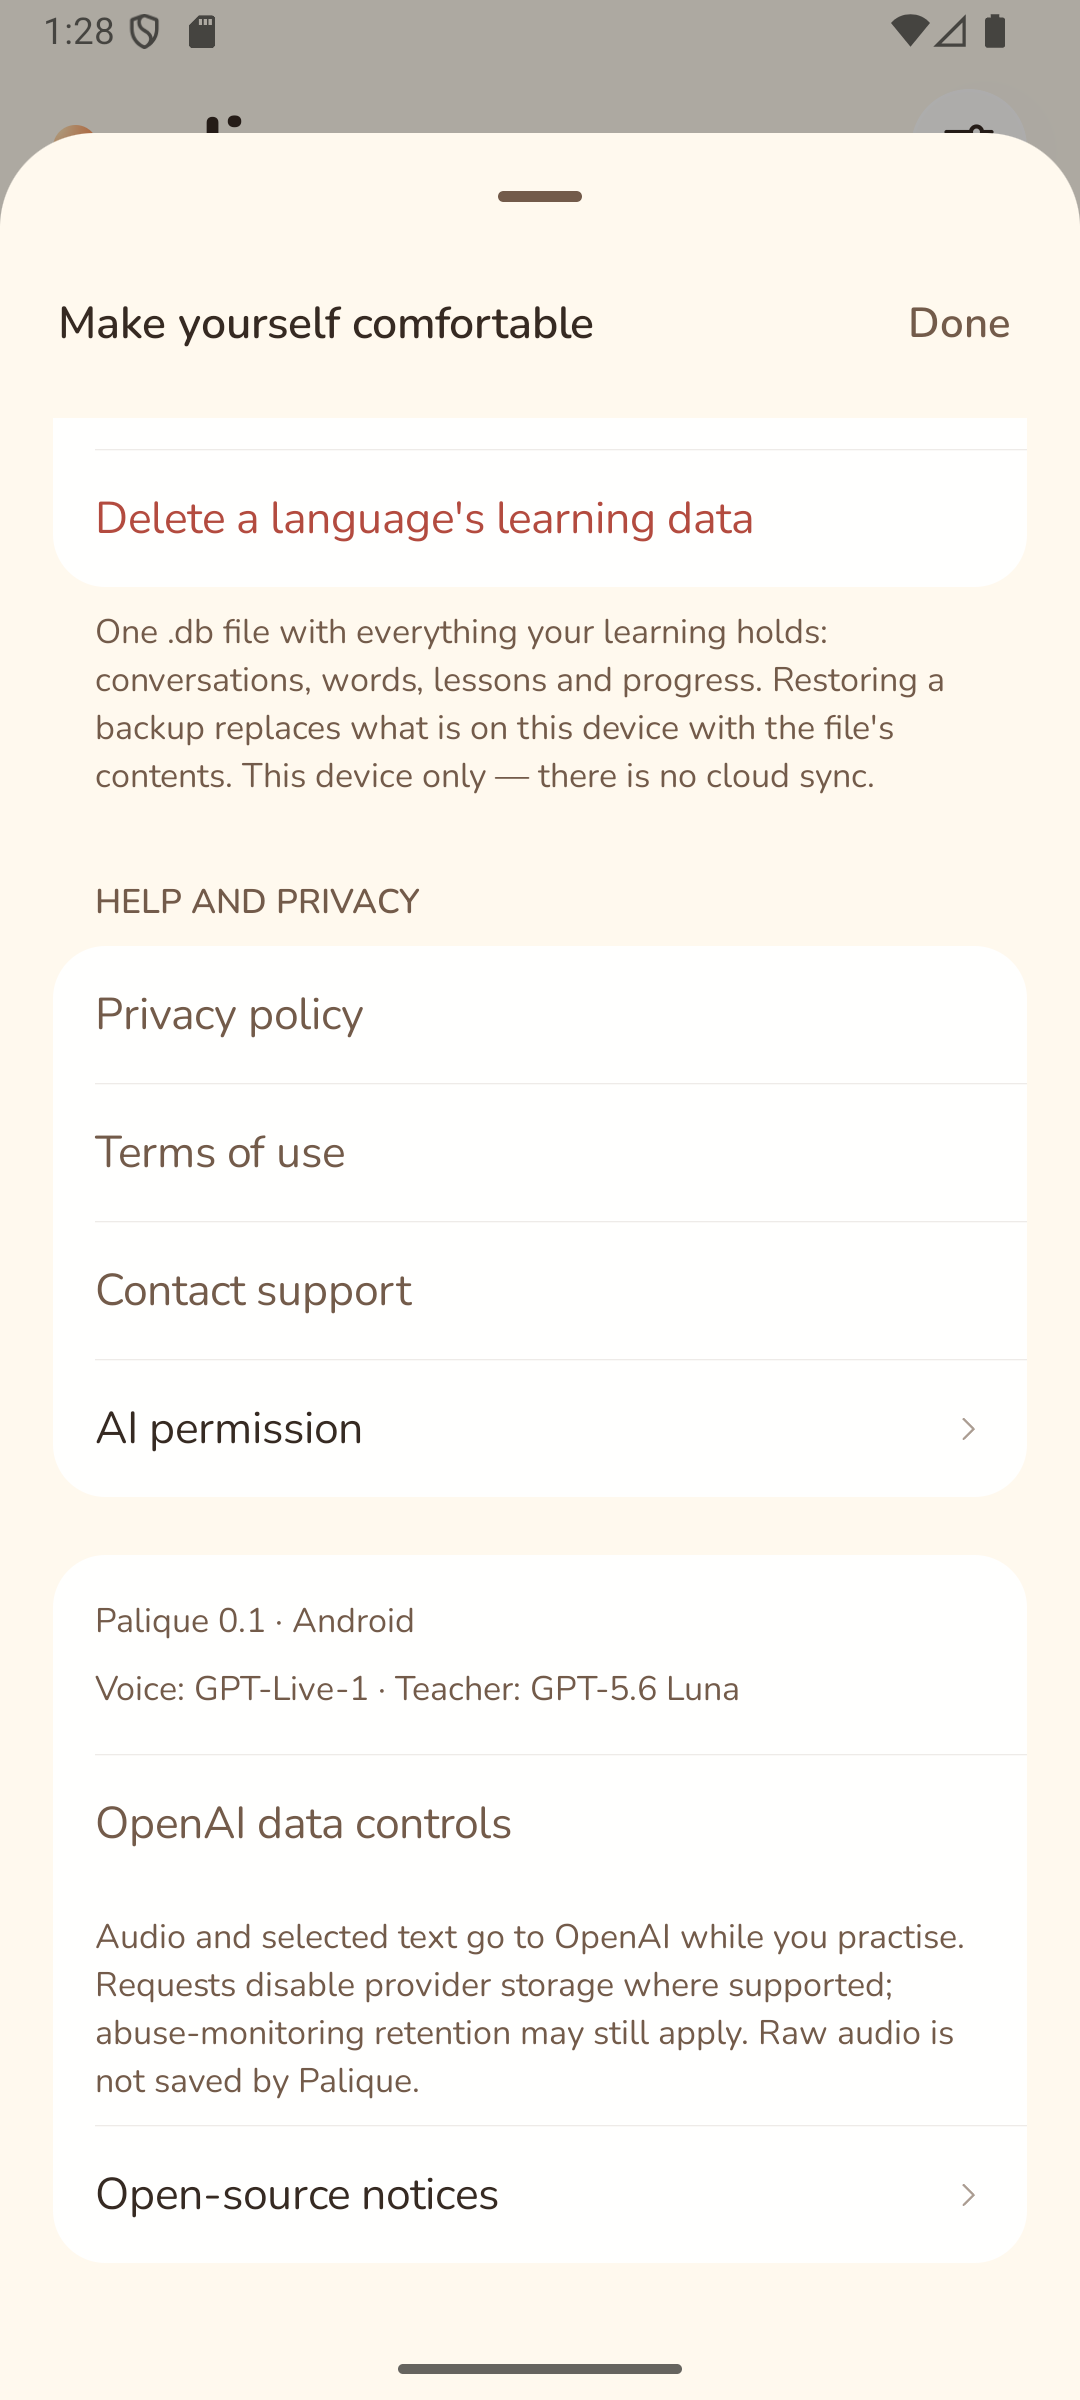 1:28
Make yourself comfortable
Done
Delete a language's learning data
One .db file with everything your learning holds:
conversations, words, lessons and progress. Restoring a
backup replaces what is on this device with the file's
contents. This device only — there is no cloud sync.
HELP AND PRIVACY
Privacy policy
Terms of use
Contact support
AI permission
Palique 0.1 · Android
Voice: GPT-Live-1 · Teacher: GPT-5.6 Luna
OpenAI data controls
Audio and selected text go to OpenAI while you practise.
Requests disable provider storage where supported;
abuse-monitoring retention may still apply. Raw audio is
not saved by Palique.
Open-source notices